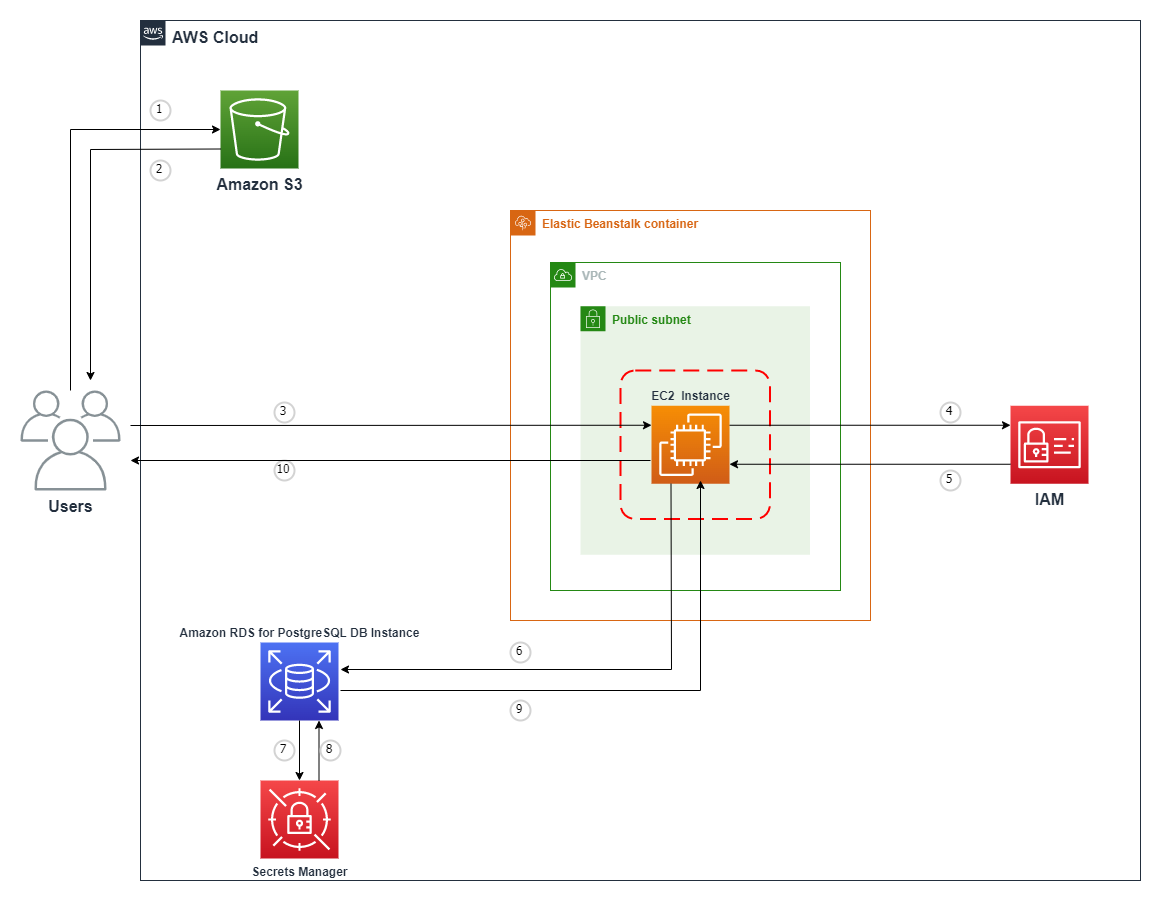 aws
AWS Cloud
1
2
Amazon S3
Elastic Beanstalk container
VPC
Public subnet
EC2 Instance
3
4
10
5
Users
IAM
Amazon RDS for PostgreSQL DB Instance
6
9
7
8
Secrets Manager